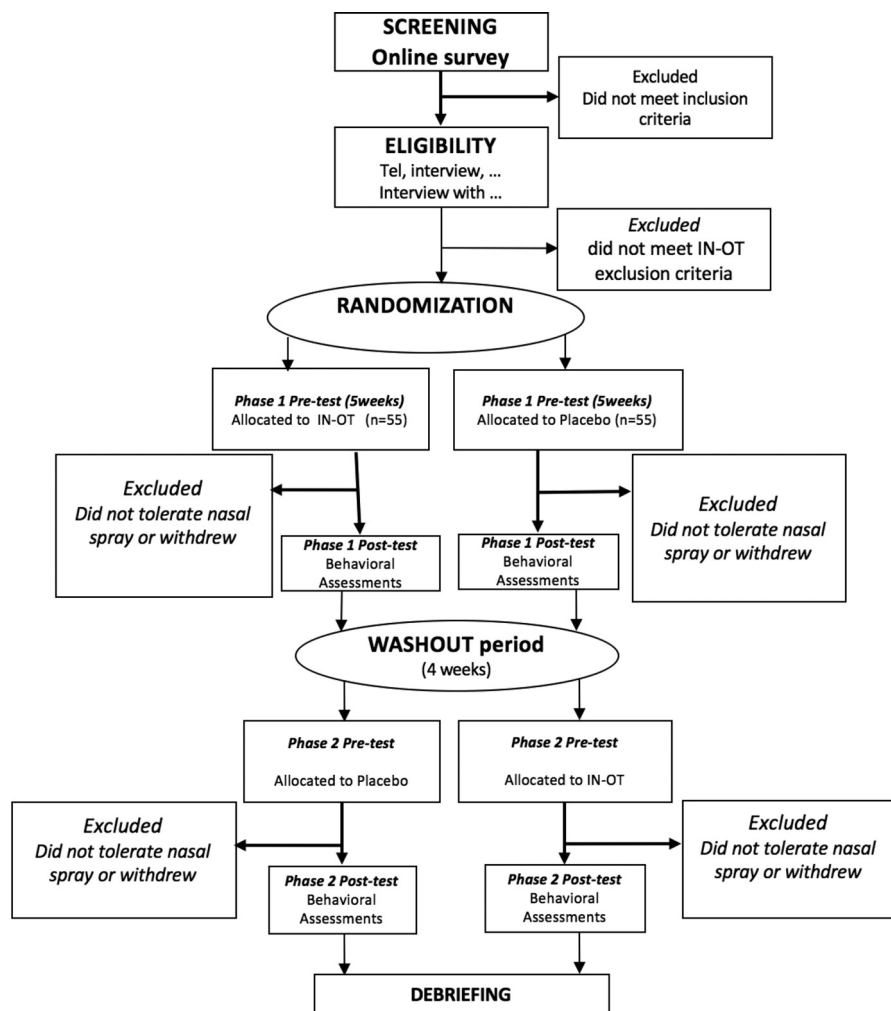 SCREENING
Online survey
Excluded
Did not meet inclusion
criteria
ELIGIBILITY
Tel, interview, ...
Interview with ...
Excluded
did not meet IN-OT
exclusion criteria
RANDOMIZATION
Phase 1 Pre-test (5weeks)
Allocated to IN-OT (n=55)
Phase 1 Pre-test (5weeks)
Allocated to Placebo (n=55)
Excluded
Did not tolerate nasal
spray or withdrew
Excluded
Did not tolerate nasal
spray or withdrew
Phase 1 Post-test
Behavioral
Assessments
Phase 1 Post-test
Behavioral
Assessments
WASHOUT period
(4 weeks)
Phase 2 Pre-test
Allocated to Placebo
Phase 2 Pre-test
Allocated to IN-OT
Excluded
Did not tolerate nasal
spray or withdrew
Excluded
Did not tolerate nasal
spray or withdrew
Phase 2 Post-test
Behavioral
Assessments
Phase 2 Post-test
Behavioral
Assessments
DEBRIEFING